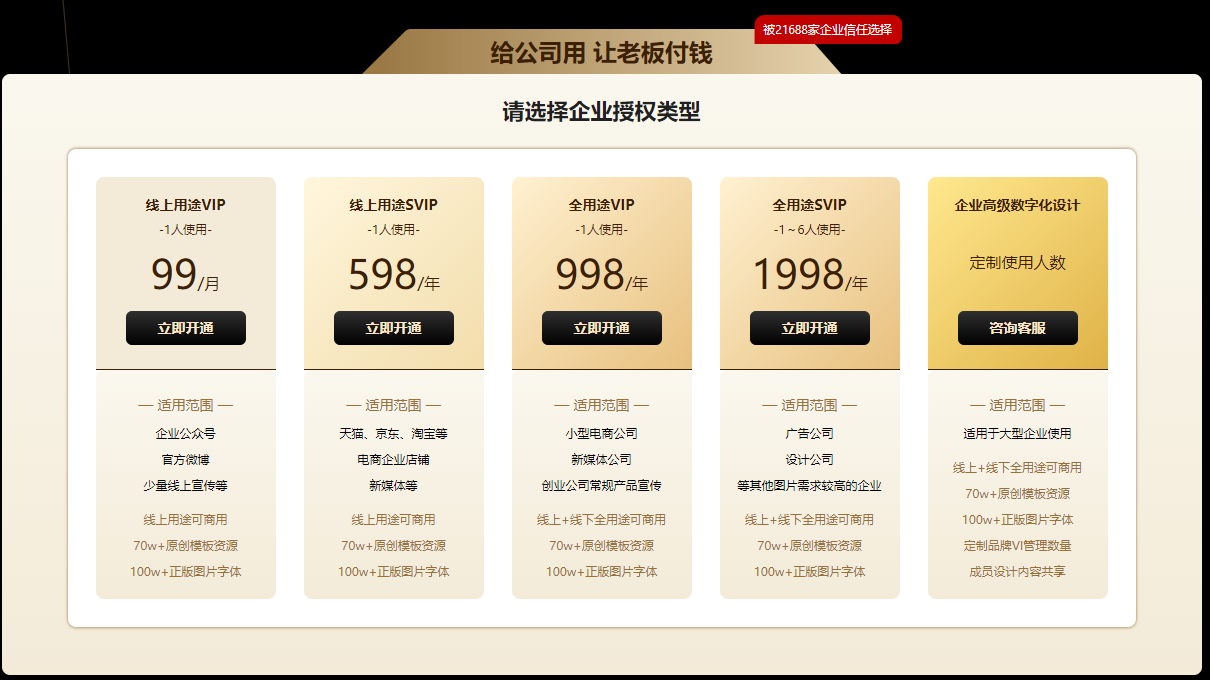 被21688家企业信任选择
给公司用 让老板付钱
请选择企业授权类型
线上用途VIP
-1人使用-
99/月
立即开通
— 适用范围 —
企业公众号
官方微博
少量线上宣传等
线上用途可商用
70w+原创模板资源
100w+正版图片字体
线上用途SVIP
-1人使用-
598/年
立即开通
— 适用范围 —
天猫、京东、淘宝等
电商企业店铺
新媒体等
线上用途可商用
70w+原创模板资源
100w+正版图片字体
全用途VIP
-1人使用-
998/年
立即开通
— 适用范围 —
小型电商公司
新媒体公司
创业公司常规产品宣传
线上+线下全用途可商用
70w+原创模板资源
100w+正版图片字体
全用途SVIP
-1~6人使用-
1998/年
立即开通
— 适用范围 —
广告公司
设计公司
等其他图片需求较高的企业
线上+线下全用途可商用
70w+原创模板资源
100w+正版图片字体
企业高级数字化设计
定制使用人数
咨询客服
— 适用范围 —
适用于大型企业使用
线上+线下全用途可商用
70w+原创模板资源
100w+正版图片字体
定制品牌VI管理数量
成员设计内容共享